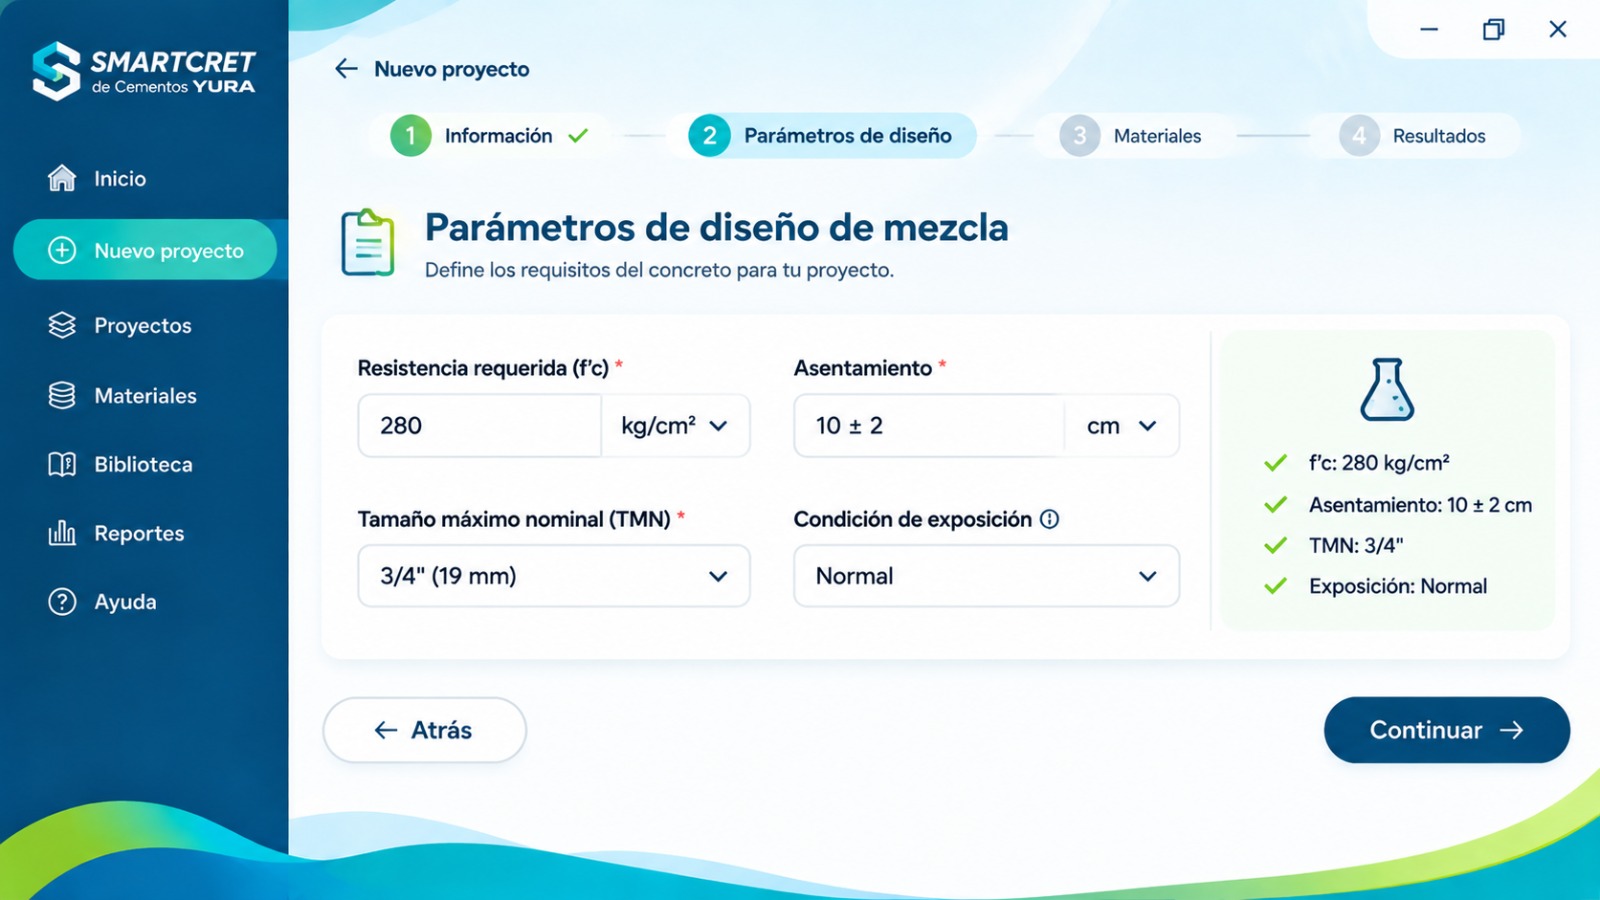 SMARTCRET
de Cementos YURA
Inicio
Nuevo proyecto
Proyectos
Materiales
Biblioteca
Reportes
Ayuda
← Nuevo proyecto
1 Información ✓
2 Parámetros de diseño
3 Materiales
4 Resultados
Parámetros de diseño de mezcla
Define los requisitos del concreto para tu proyecto.
Resistencia requerida (f'c) *
280 kg/cm²
Asentamiento *
10 ± 2 cm
Tamaño máximo nominal (TMN) *
3/4" (19 mm)
Condición de exposición
Normal
✓ f'c: 280 kg/cm²
✓ Asentamiento: 10 ± 2 cm
✓ TMN: 3/4"
✓ Exposición: Normal
← Atrás
Continuar →